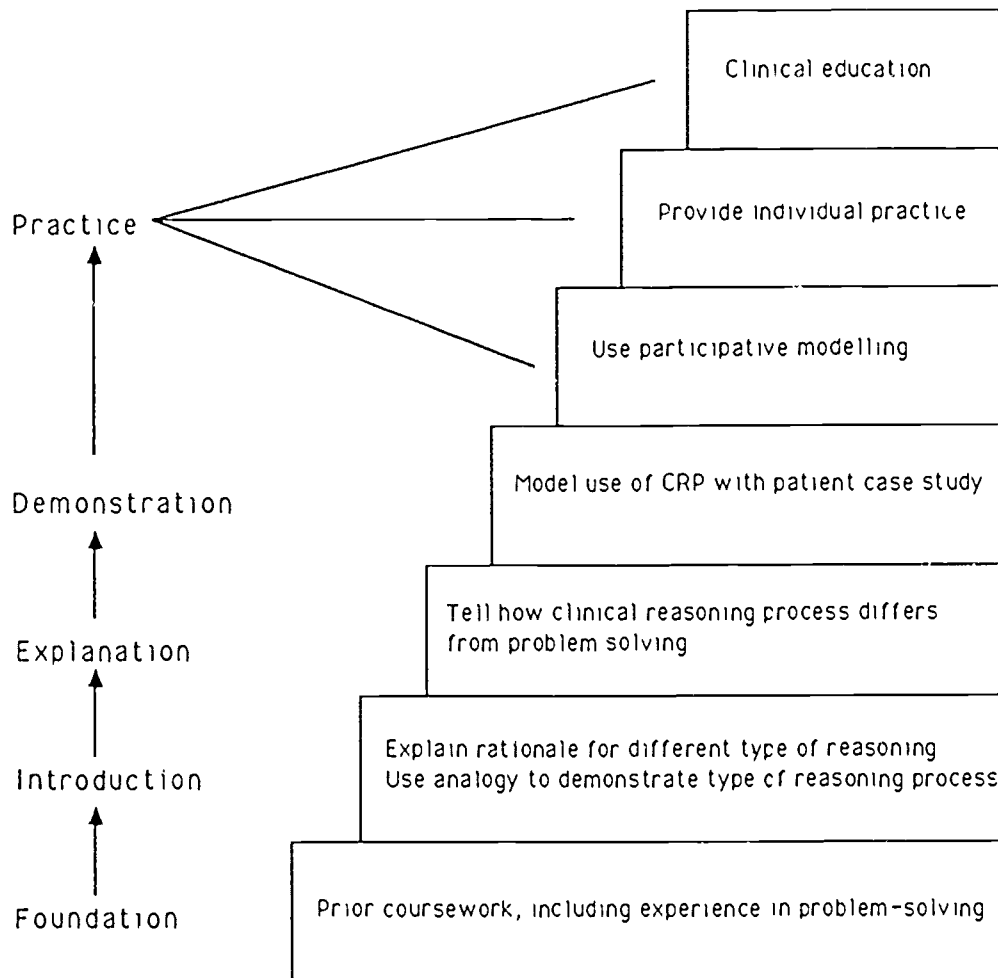 Clinical education
Practice
Provide individual practice
Use participative modelling
Model use of CRP with patient case study
Demonstration
Tell how clinical reasoning process differs
from problem solving
Explanation
Explain rationale for different type of reasoning
Use analogy to demonstrate type of reasoning process
Introduction
Prior coursework, including experience in problem-solving
Foundation